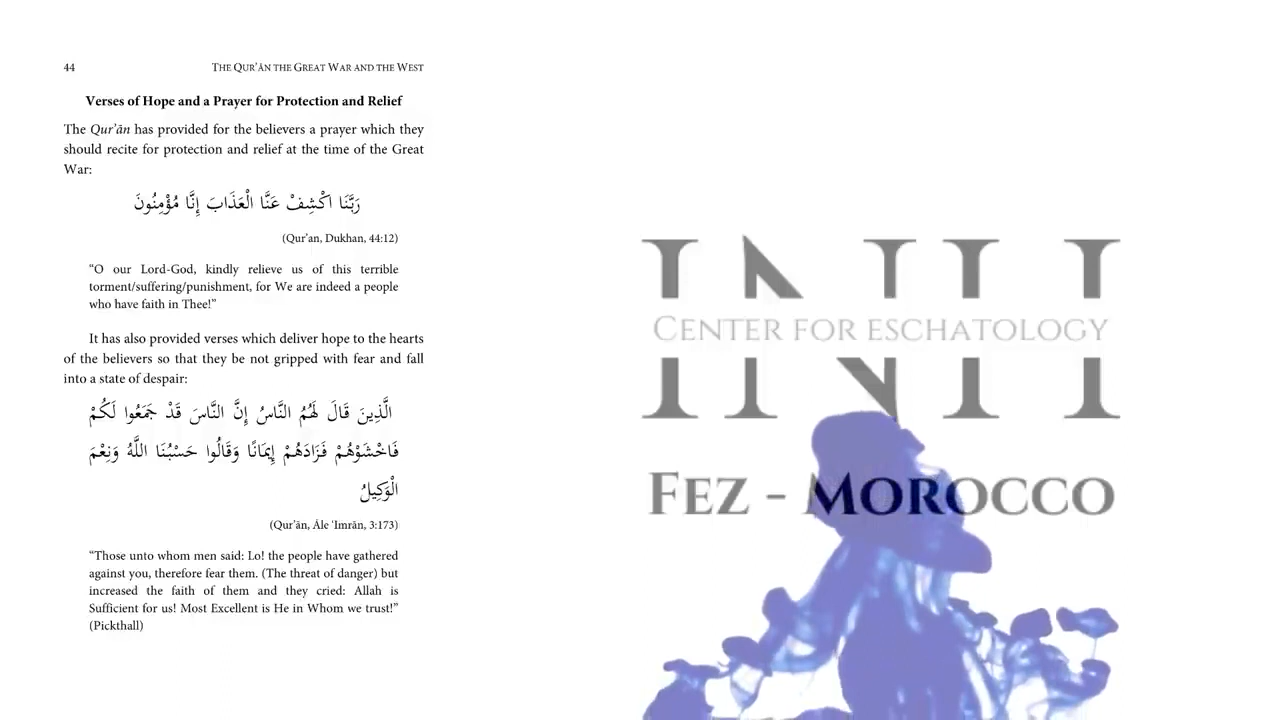 44 THE QUR’ĀN THE GREAT WAR AND THE WEST
Verses of Hope and a Prayer for Protection and Relief
The Qur’ān has provided for the believers a prayer which they
should recite for protection and relief at the time of the Great
War:
رَبَّنَا اكْشِفْ عَنَّا الْعَذَابَ إِنَّا مُؤْمِنُونَ
(Qur’an, Dukhan, 44:12)
“O our Lord-God, kindly relieve us of this terrible
torment/suffering/punishment, for We are indeed a people
who have faith in Thee!”
It has also provided verses which deliver hope to the hearts
of the believers so that they be not gripped with fear and fall
into a state of despair:
الَّذِينَ قَالَ لَهُمُ النَّاسُ إِنَّ النَّاسَ قَدْ جَمَعُوا لَكُمْ
فَاخْشَوْهُمْ فَزَادَهُمْ إِيمَانًا وَقَالُوا حَسْبُنَا اللَّهُ وَنِعْمَ
الْوَكِيلُ
(Qur’ān, Āle ‘Imrān, 3:173)
“Those unto whom men said: Lo! the people have gathered
against you, therefore fear them. (The threat of danger) but
increased the faith of them and they cried: Allah is
Sufficient for us! Most Excellent is He in Whom we trust!”
(Pickthall)
INH
CENTER FOR ESCHATOLOGY
FEZ - MOROCCO